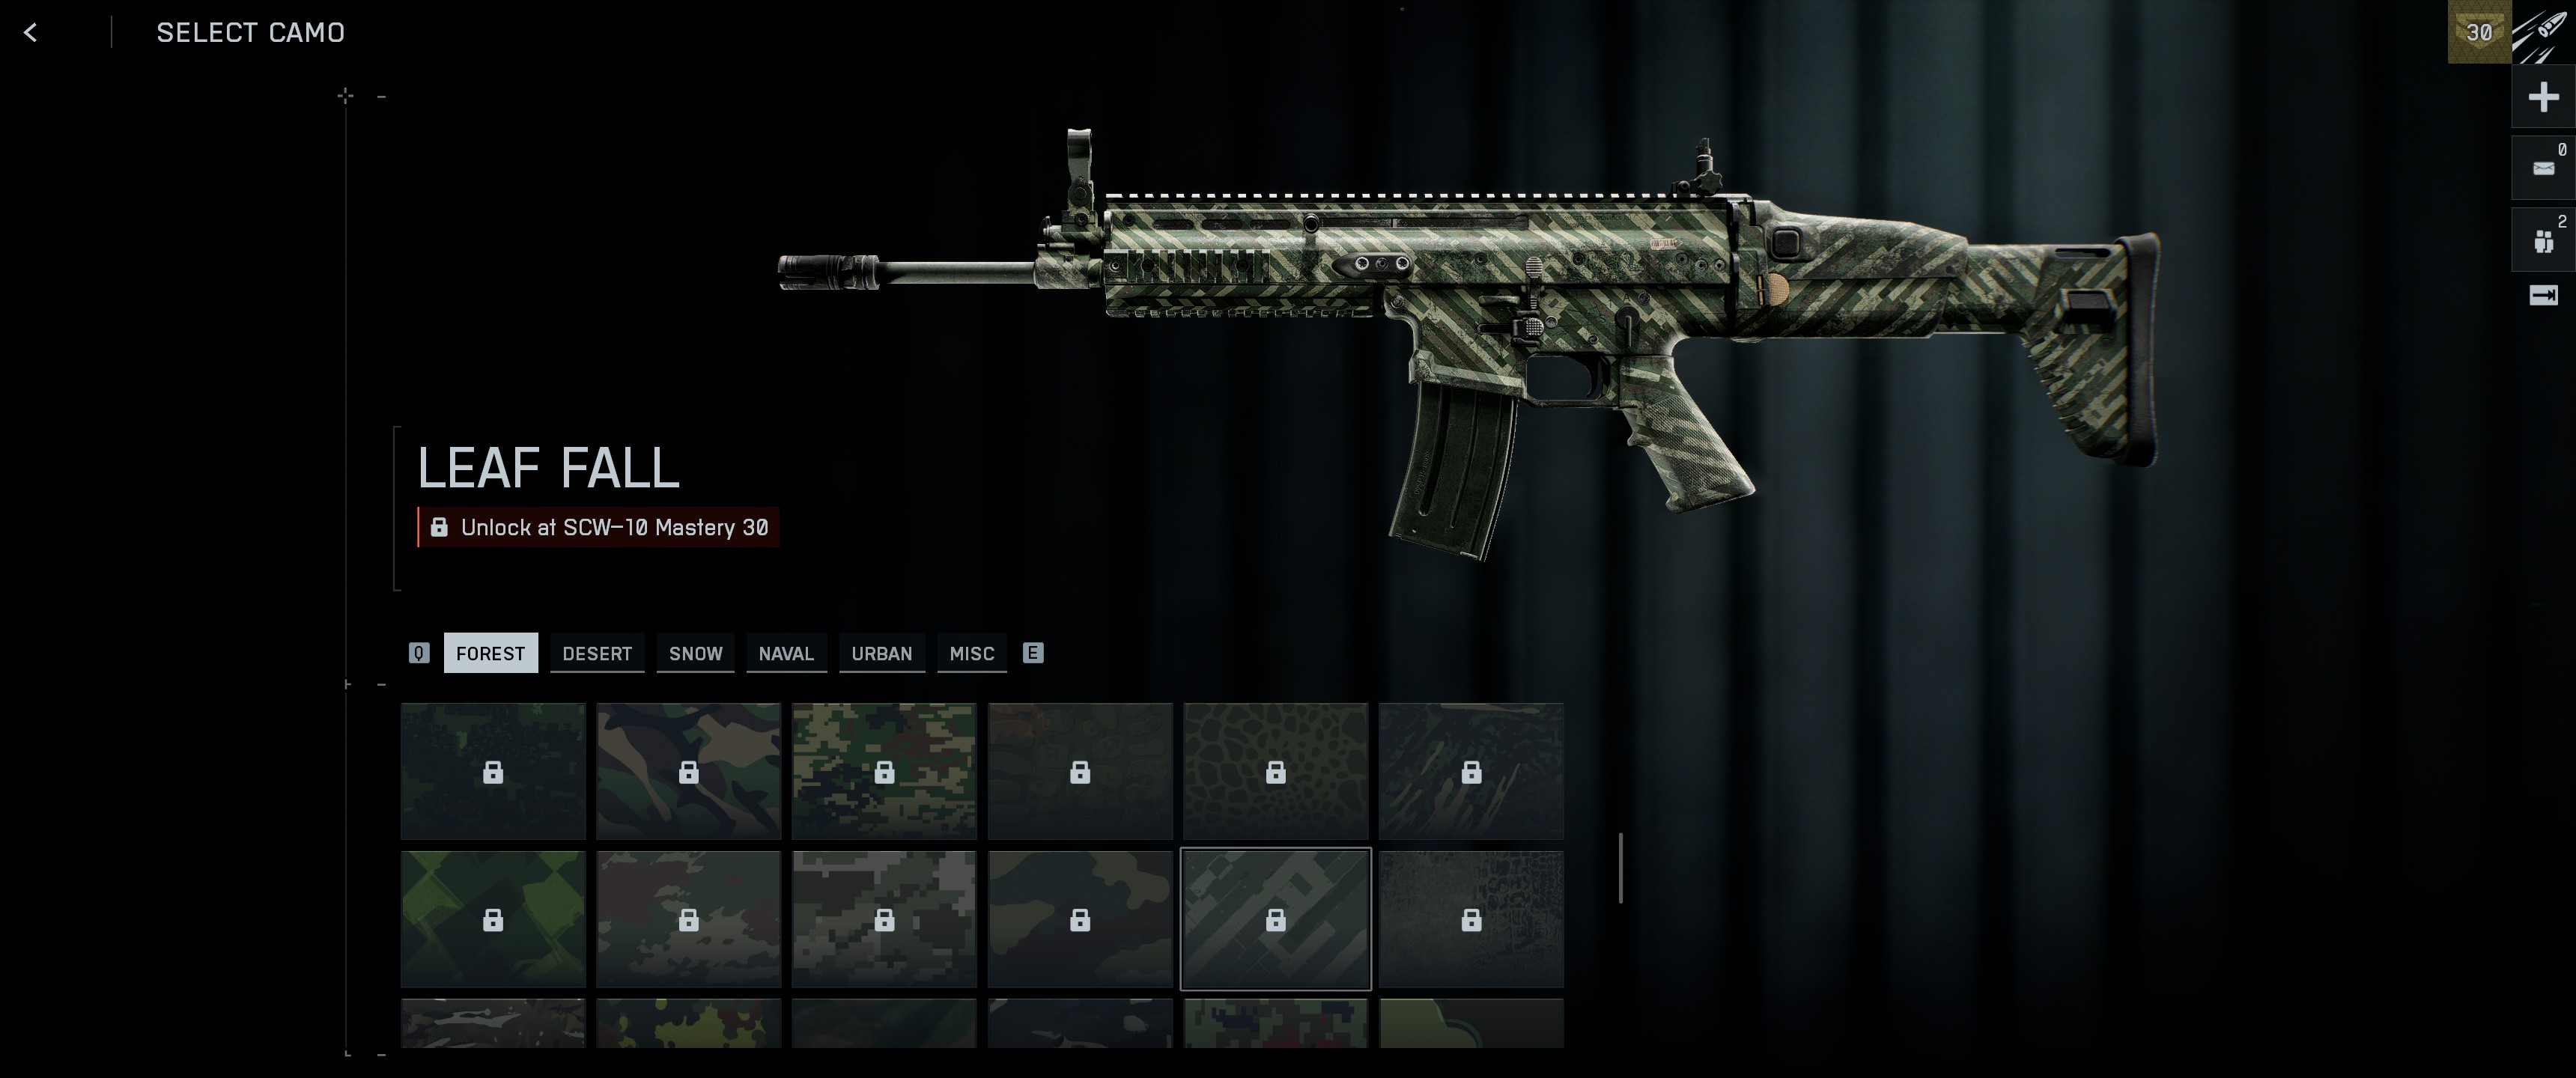 SELECT CAMO
30
0
2
LEAF FALL
Unlock at SCW-10 Mastery 30
Q FOREST DESERT SNOW NAVAL URBAN MISC E